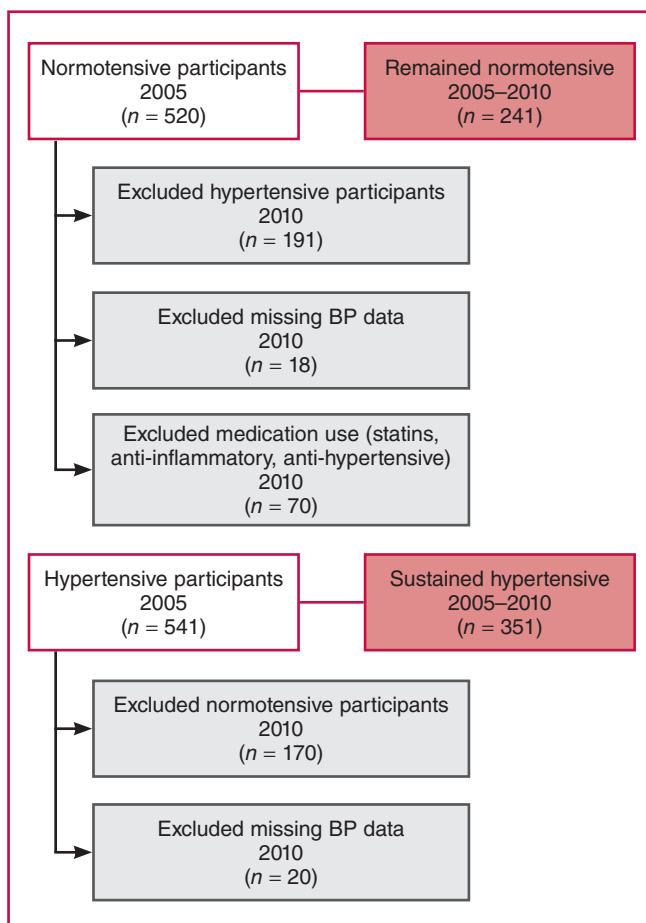 Normotensive participants
2005
(n = 520)
Remained normotensive
2005–2010
(n = 241)
Excluded hypertensive participants
2010
(n = 191)
Excluded missing BP data
2010
(n = 18)
Excluded medication use (statins,
anti-inflammatory, anti-hypertensive)
2010
(n = 70)
Hypertensive participants
2005
(n = 541)
Sustained hypertensive
2005–2010
(n = 351)
Excluded normotensive participants
2010
(n = 170)
Excluded missing BP data
2010
(n = 20)